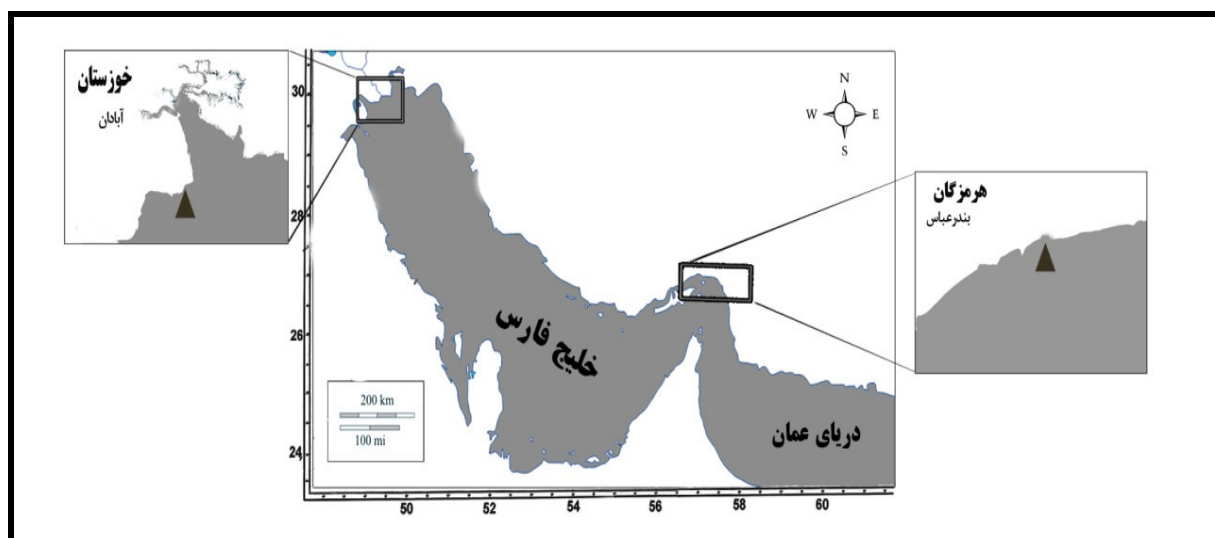 خوزستان
آبادان
N
W
E
S
هرمزگان
بندرعباس
خلیج فارس
دریای عمان
200 km
100 mi
30
28
26
24
50
52
54
56
58
60